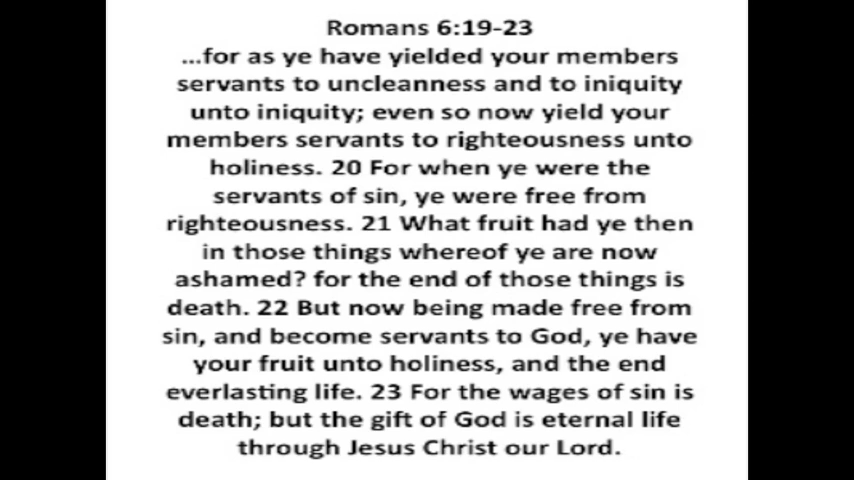 Romans 6:19-23
...for as ye have yielded your members
servants to uncleanness and to iniquity
unto iniquity; even so now yield your
members servants to righteousness unto
holiness. 20 For when ye were the
servants of sin, ye were free from
righteousness. 21 What fruit had ye then
in those things whereof ye are now
ashamed? for the end of those things is
death. 22 But now being made free from
sin, and become servants to God, ye have
your fruit unto holiness, and the end
everlasting life. 23 For the wages of sin is
death; but the gift of God is eternal life
through Jesus Christ our Lord.